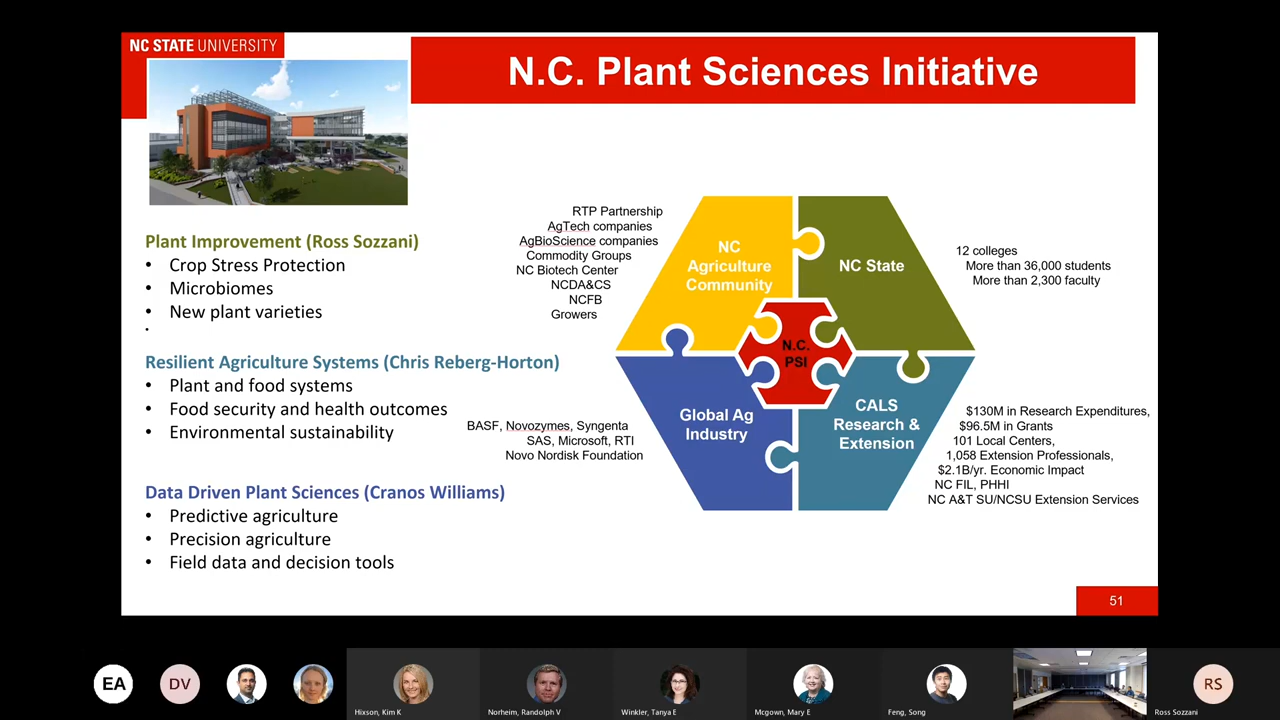 NC STATE UNIVERSITY
N.C. Plant Sciences Initiative
Plant Improvement (Ross Sozzani)
• Crop Stress Protection
• Microbiomes
• New plant varieties
•
Resilient Agriculture Systems (Chris Reberg-Horton)
• Plant and food systems
• Food security and health outcomes
• Environmental sustainability
Data Driven Plant Sciences (Cranos Williams)
• Predictive agriculture
• Precision agriculture
• Field data and decision tools
RTP Partnership
AgTech companies
AgBioScience companies
Commodity Groups
NC Biotech Center
NCDA&CS
NCFB
Growers
NC
Agriculture
Community
NC State
12 colleges
More than 36,000 students
More than 2,300 faculty
N.C.
PSI
BASF, Novozymes, Syngenta
SAS, Microsoft, RTI
Novo Nordisk Foundation
Global Ag
Industry
CALS
Research &
Extension
$130M in Research Expenditures,
$96.5M in Grants
101 Local Centers,
1,058 Extension Professionals,
$2.1B/yr. Economic Impact
NC FIL, PHHI
NC A&T SU/NCSU Extension Services
51
EA
DV
Hixson, Kim K
Norheim, Randolph V
Winkler, Tanya E
Mcgown, Mary E
Feng, Song
RS
Ross Sozzani